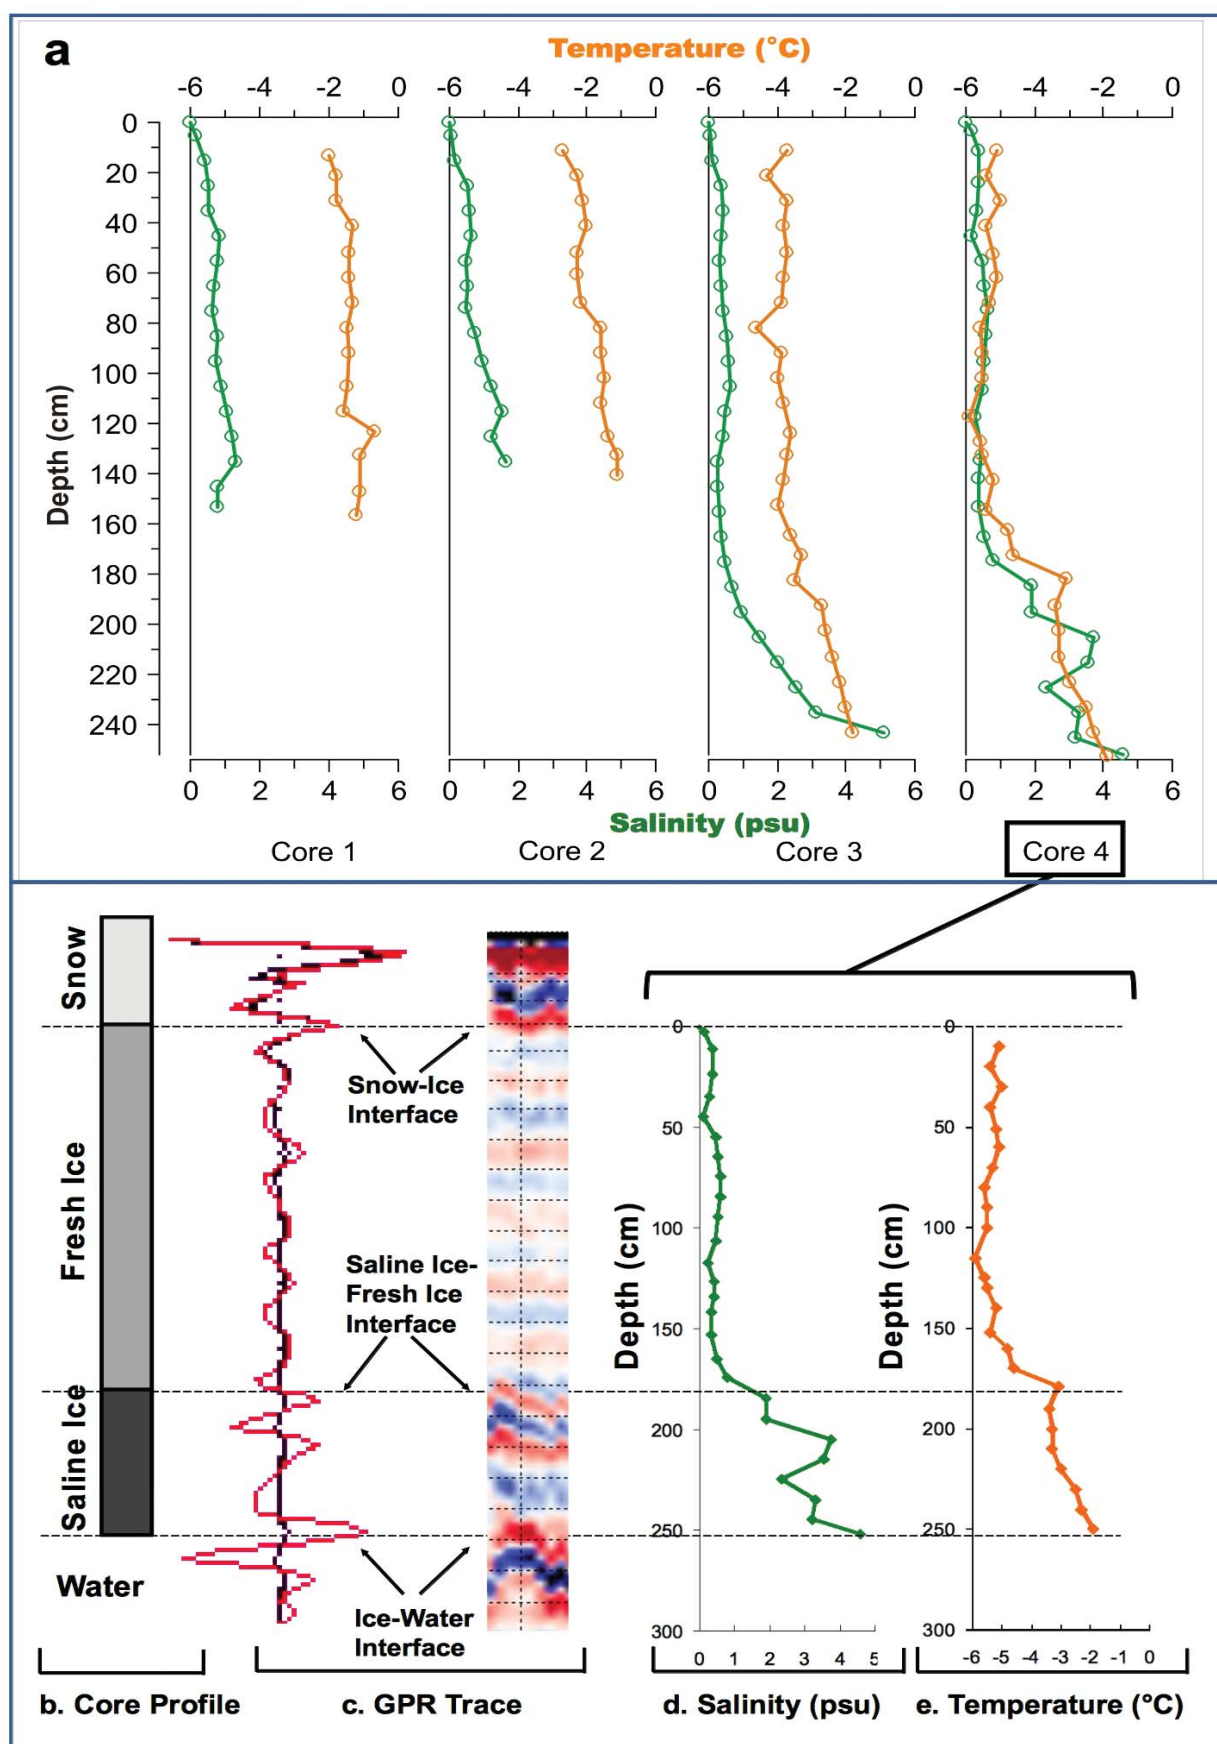 a
Temperature (°C)
-6 -4 -2 0 -6 -4 -2 0 -6 -4 -2 0 -6 -4 -2 0
0
20
40
60
80
100
120
140
160
180
200
220
240
Depth (cm)
0 2 4 6 0 2 4 6 0 2 4 6 0 2 4 6
Salinity (psu)
Core 1 Core 2 Core 3 Core 4
Snow
Fresh Ice
Saline Ice
Water
Snow-Ice
Interface
Saline Ice-
Fresh Ice
Interface
Ice-Water
Interface
Depth (cm)
0
50
100
150
200
250
300
0 1 2 3 4 5
Depth (cm)
0
50
100
150
200
250
300
-6 -5 -4 -3 -2 -1 0
b. Core Profile c. GPR Trace d. Salinity (psu) e. Temperature (°C)